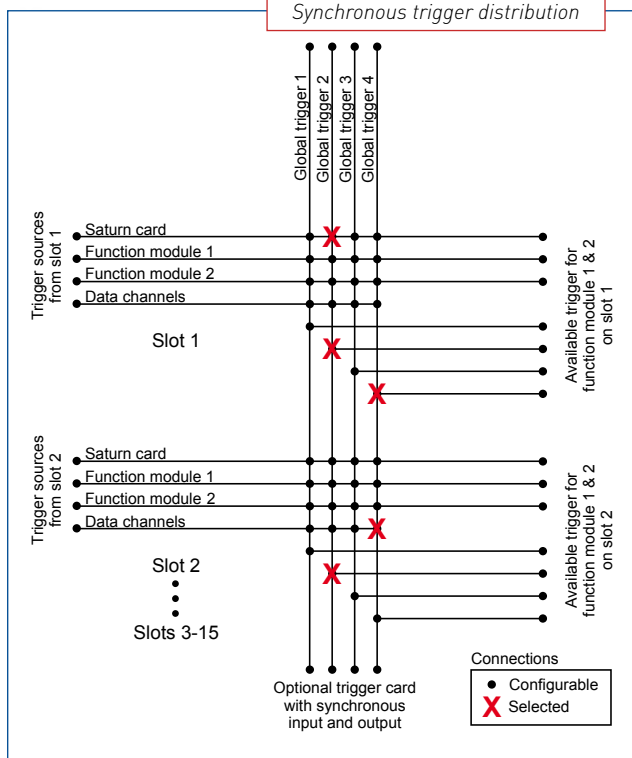 Synchronous trigger distribution
Global trigger 1
Global trigger 2
Global trigger 3
Global trigger 4
Trigger sources
from slot 1
Saturn card
Function module 1
Function module 2
Data channels
Slot 1
Available trigger for
function module 1 & 2
on slot 1
Trigger sources
from slot 2
Saturn card
Function module 1
Function module 2
Data channels
Slot 2
Slots 3-15
Available trigger for
function module 1 & 2
on slot 2
Optional trigger card
with synchronous
input and output
Connections
Configurable
X Selected